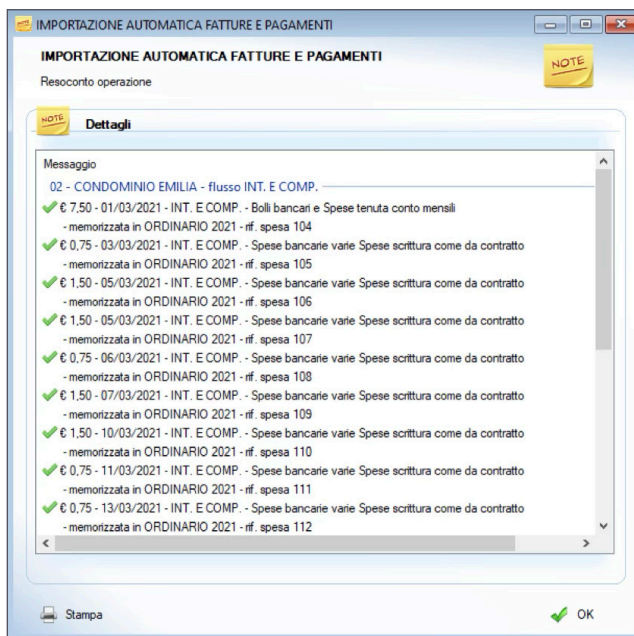 IMPORTAZIONE AUTOMATICA FATTURE E PAGAMENTI
IMPORTAZIONE AUTOMATICA FATTURE E PAGAMENTI
NOTE
Resoconto operazione
NOTE
Dettagli
Messaggio
02 - CONDOMINIO EMILIA - flusso INT. E COMP.
€ 7,50 - 01/03/2021 - INT. E COMP. - Bolli bancari e Spese tenuta conto mensili
- memorizzata in ORDINARIO 2021 - rif. spesa 104
€ 0,75 - 03/03/2021 - INT. E COMP. - Spese bancarie varie Spese scrittura come da contratto
- memorizzata in ORDINARIO 2021 - rif. spesa 105
€ 1,50 - 05/03/2021 - INT. E COMP. - Spese bancarie varie Spese scrittura come da contratto
- memorizzata in ORDINARIO 2021 - rif. spesa 106
€ 1,50 - 05/03/2021 - INT. E COMP. - Spese bancarie varie Spese scrittura come da contratto
- memorizzata in ORDINARIO 2021 - rif. spesa 107
€ 0,75 - 06/03/2021 - INT. E COMP. - Spese bancarie varie Spese scrittura come da contratto
- memorizzata in ORDINARIO 2021 - rif. spesa 108
€ 1,50 - 07/03/2021 - INT. E COMP. - Spese bancarie varie Spese scrittura come da contratto
- memorizzata in ORDINARIO 2021 - rif. spesa 109
€ 1,50 - 10/03/2021 - INT. E COMP. - Spese bancarie varie Spese scrittura come da contratto
- memorizzata in ORDINARIO 2021 - rif. spesa 110
€ 0,75 - 11/03/2021 - INT. E COMP. - Spese bancarie varie Spese scrittura come da contratto
- memorizzata in ORDINARIO 2021 - rif. spesa 111
€ 0,75 - 13/03/2021 - INT. E COMP. - Spese bancarie varie Spese scrittura come da contratto
- memorizzata in ORDINARIO 2021 - rif. spesa 112
Stampa
OK